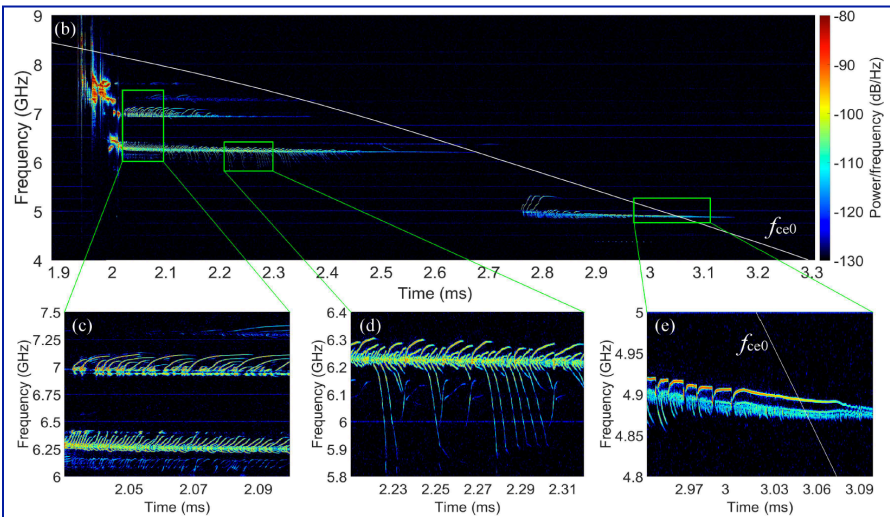 (b)
9
8
7
6
5
4
Frequency (GHz)
1.9 2 2.1 2.2 2.3 2.4 2.5 2.6 2.7 2.8 2.9 3 3.1 3.2 3.3
Time (ms)
fce0
-80
-90
-100
-110
-120
-130
Power/frequency (dB/Hz)
(c)
7.5
7.25
7
6.75
6.5
6.25
6
Frequency (GHz)
2.05 2.07 2.09
Time (ms)
(d)
6.4
6.3
6.2
6.1
6
5.9
5.8
Frequency (GHz)
2.23 2.25 2.27 2.29 2.31
Time (ms)
(e)
5
4.95
4.9
4.85
4.8
Frequency (GHz)
fce0
2.97 3 3.03 3.06 3.09
Time (ms)